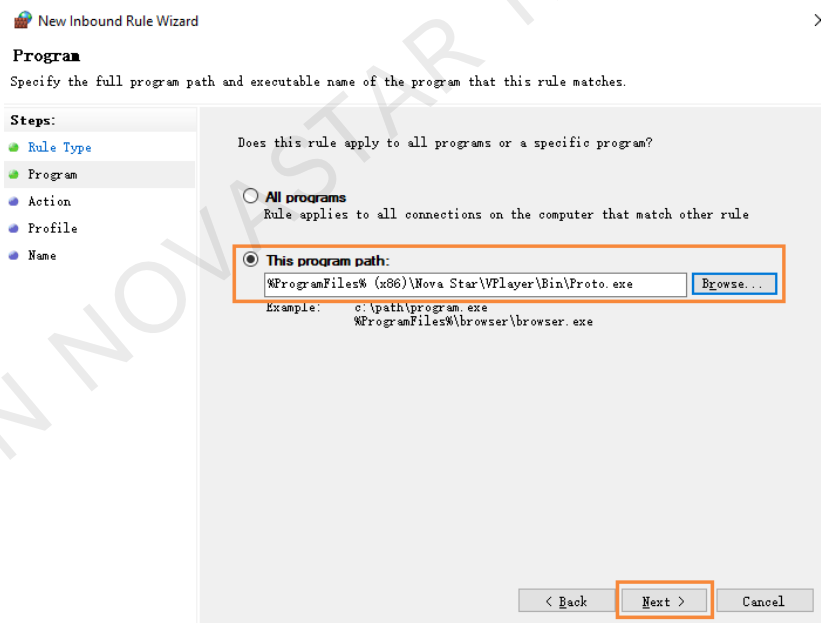 New Inbound Rule Wizard
Program
Specify the full program path and executable name of the program that this rule matches.
Steps:
Rule Type
Program
Action
Profile
Name
Does this rule apply to all programs or a specific program?
All programs
Rule applies to all connections on the computer that match other rule
This program path:
%ProgramFiles% (x86)\Nova Star\VPlayer\Bin\Proto.exe
Browse...
Example: c:\path\program.exe
%ProgramFiles%\browser\browser.exe
< Back
Next >
Cancel
NOVASTAR